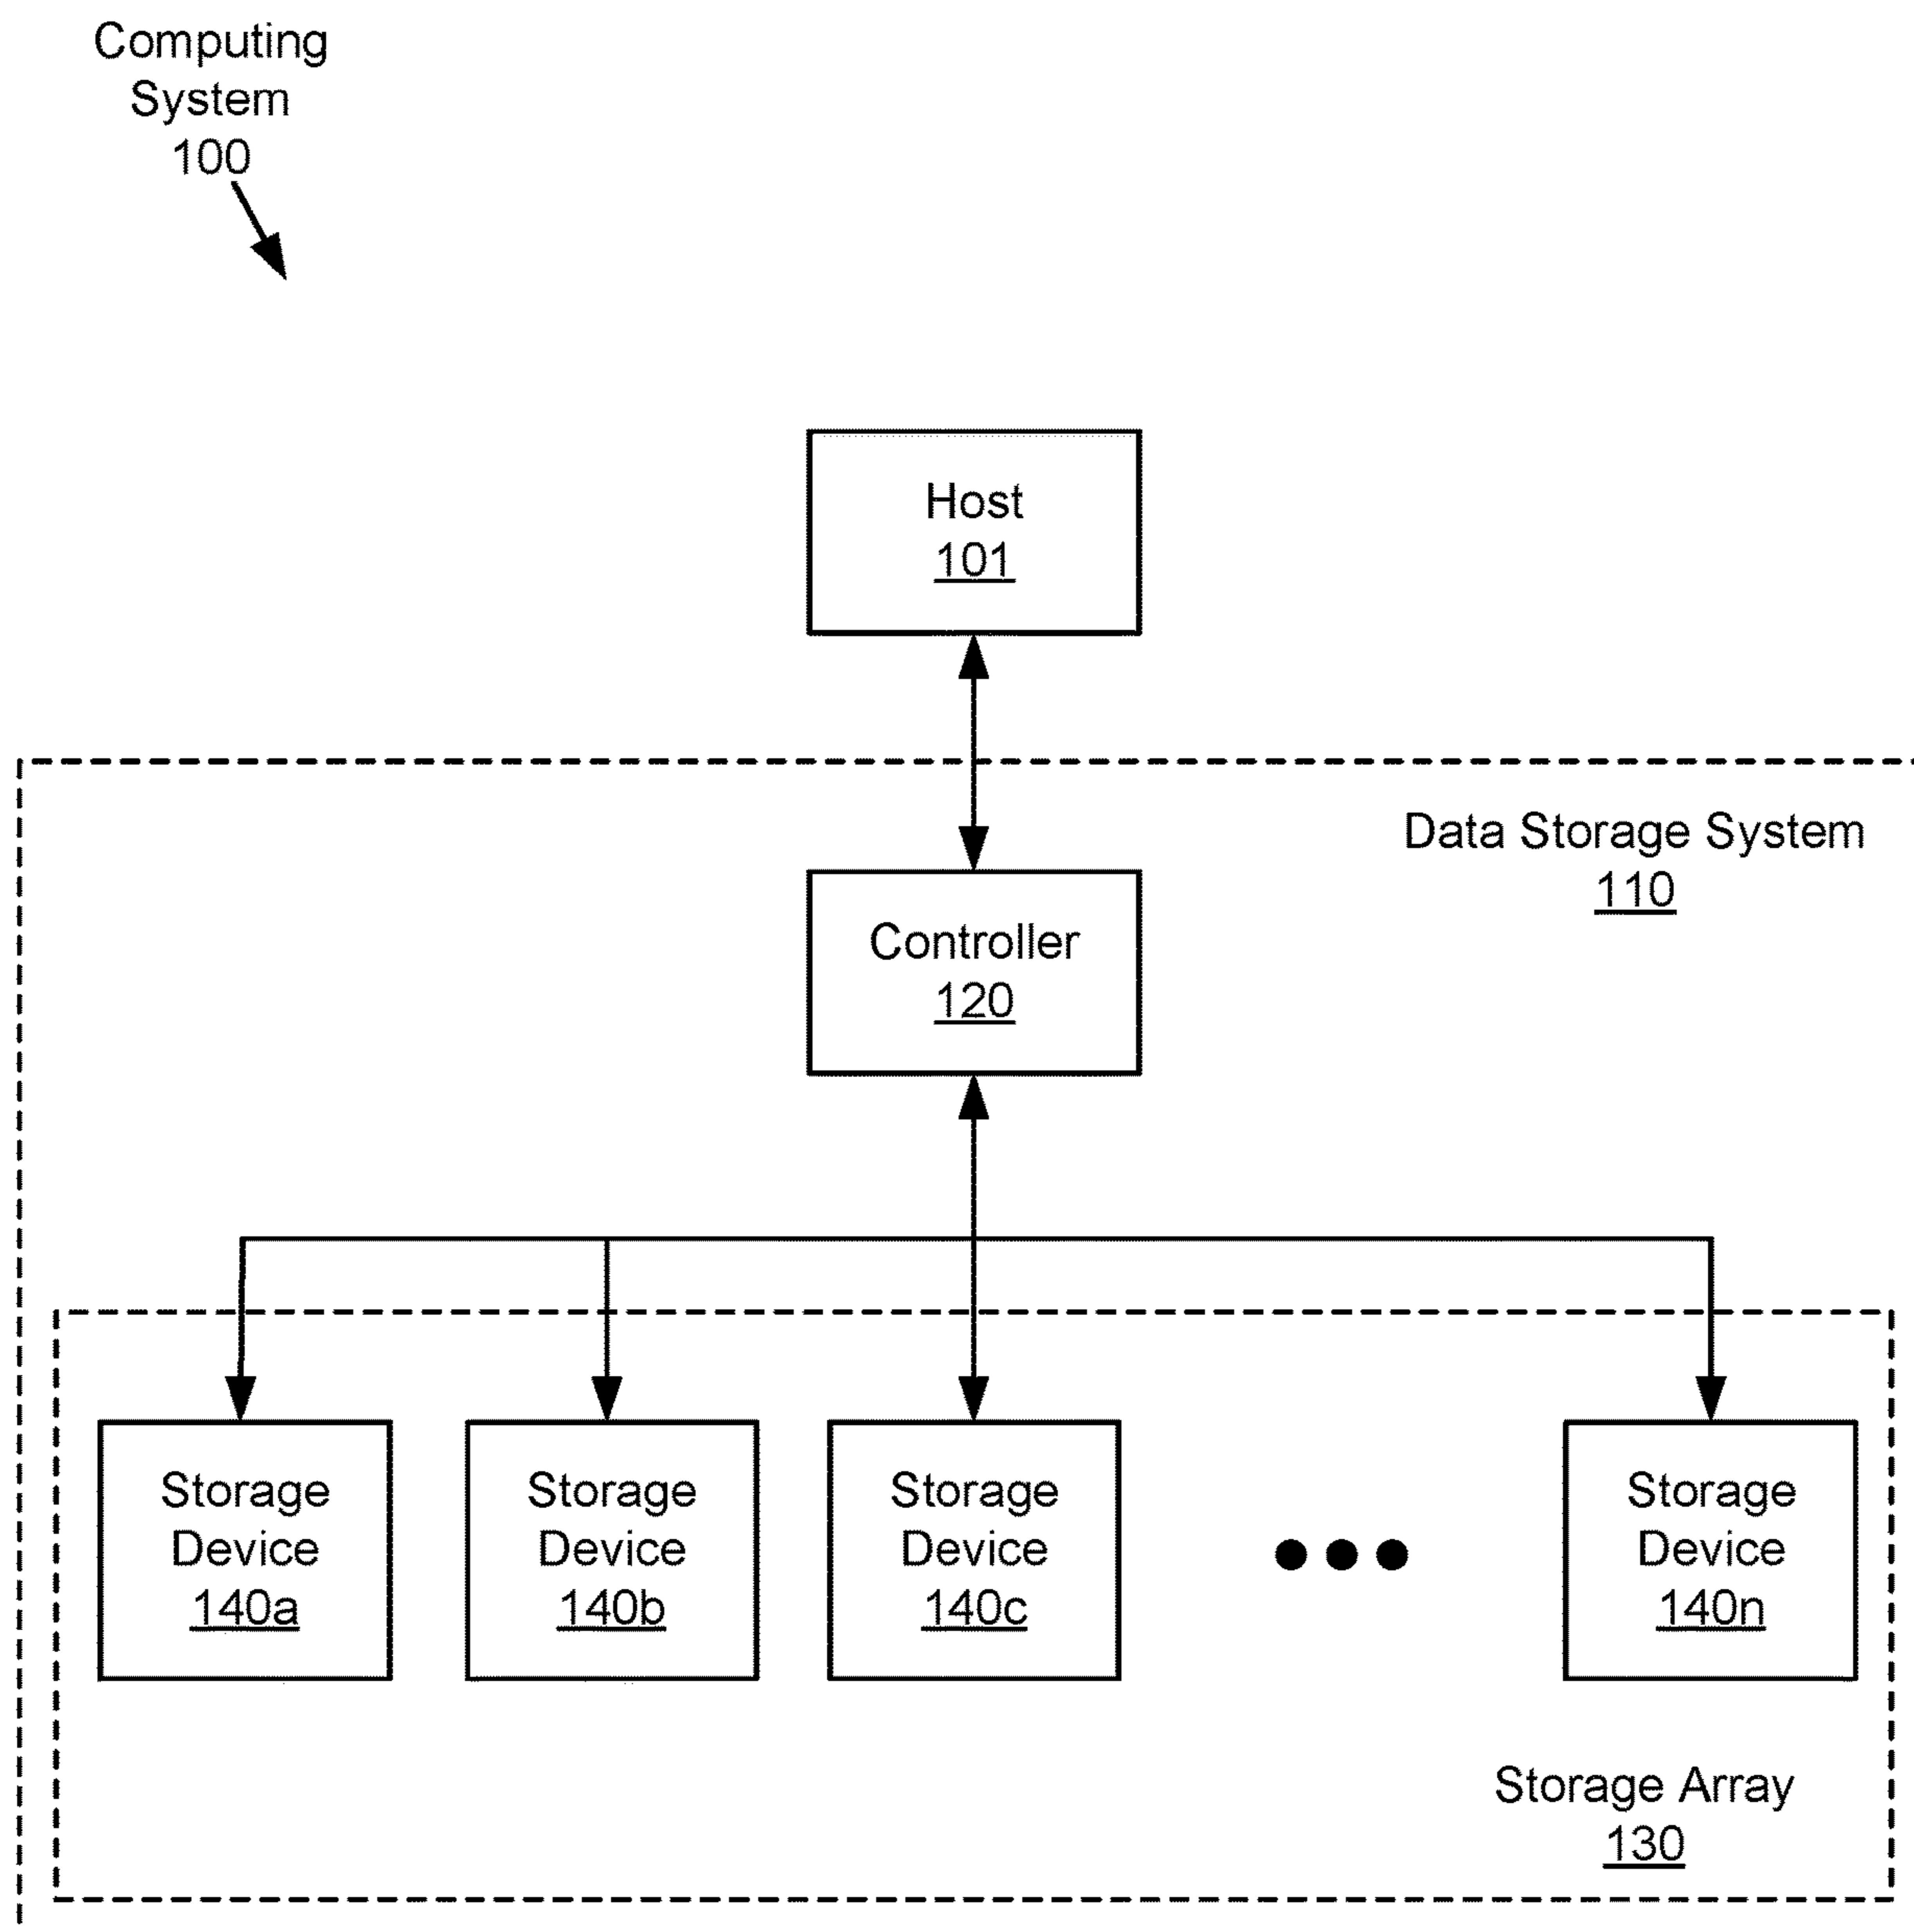 Computing
System
100
Host
101
Data Storage System
110
Controller
120
Storage
Device
140a
Storage
Device
140b
Storage
Device
140c
Storage
Device
140n
Storage Array
130